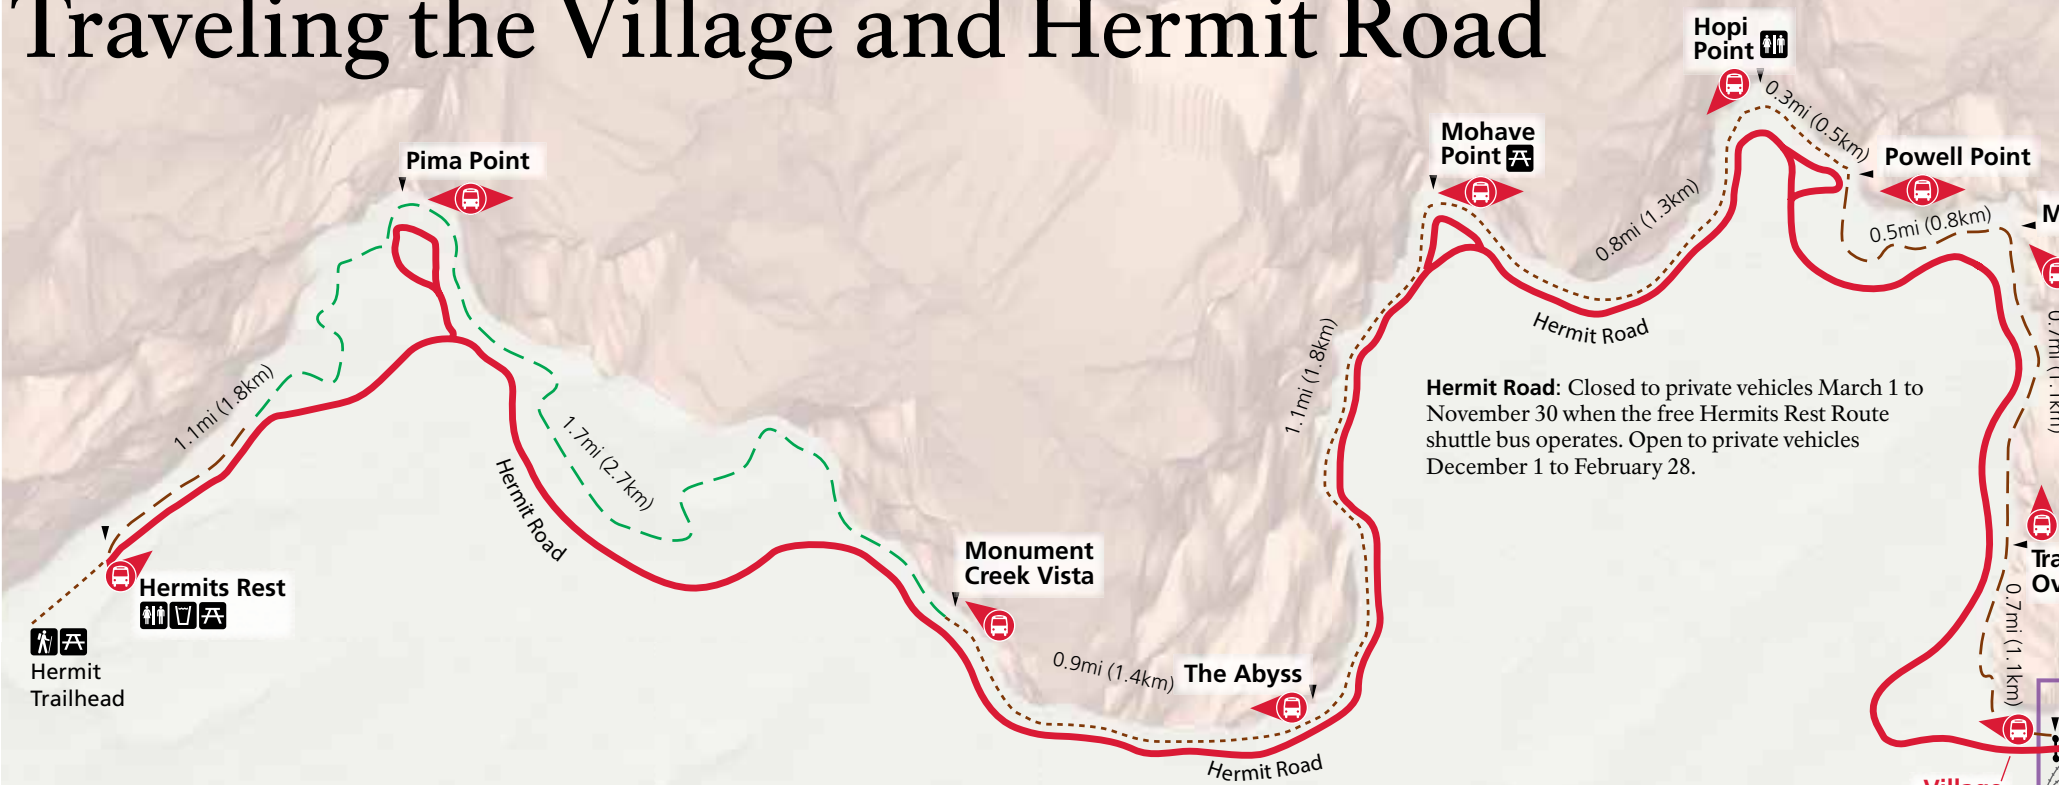 Traveling the Village and Hermit Road
Hopi
Point
0.3mi (0.5km)
Powell Point
0.5mi (0.8km)
Mohave
Point
0.8mi (1.3km)
Hermit Road
Pima Point
1.1mi (1.8km)
1.1mi (1.8km)
Hermit Road: Closed to private vehicles March 1 to
November 30 when the free Hermits Rest Route
shuttle bus operates. Open to private vehicles
December 1 to February 28.
1.7mi (2.7km)
Hermit Road
Monument
Creek Vista
Hermits Rest
Hermit
Trailhead
0.9mi (1.4km)
The Abyss
Hermit Road
0.7mi (1.1km)